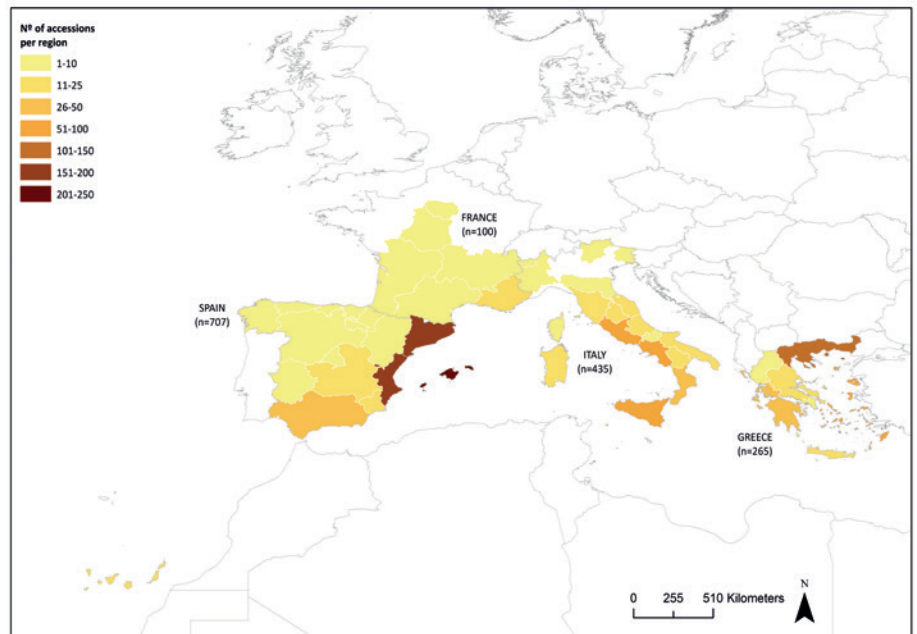 Nº of accessions
per region
1-10
11-25
26-50
51-100
101-150
151-200
201-250
FRANCE
(n=100)
SPAIN
(n=707)
ITALY
(n=435)
GREECE
(n=265)
N
0 255 510 Kilometers